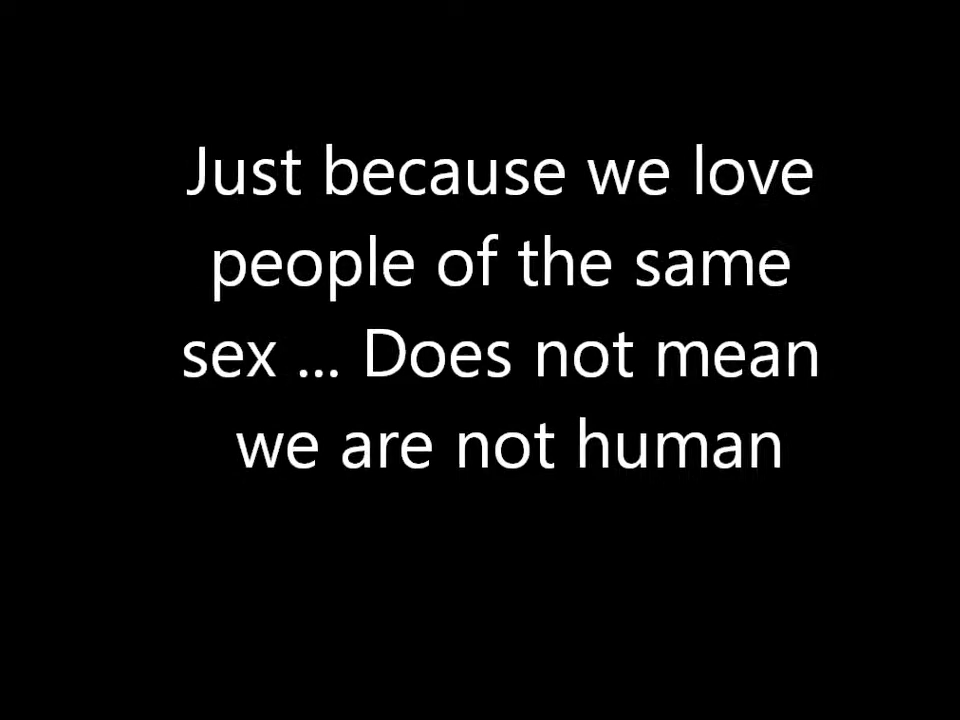 Just because we love
people of the same
sex ... Does not mean
we are not human